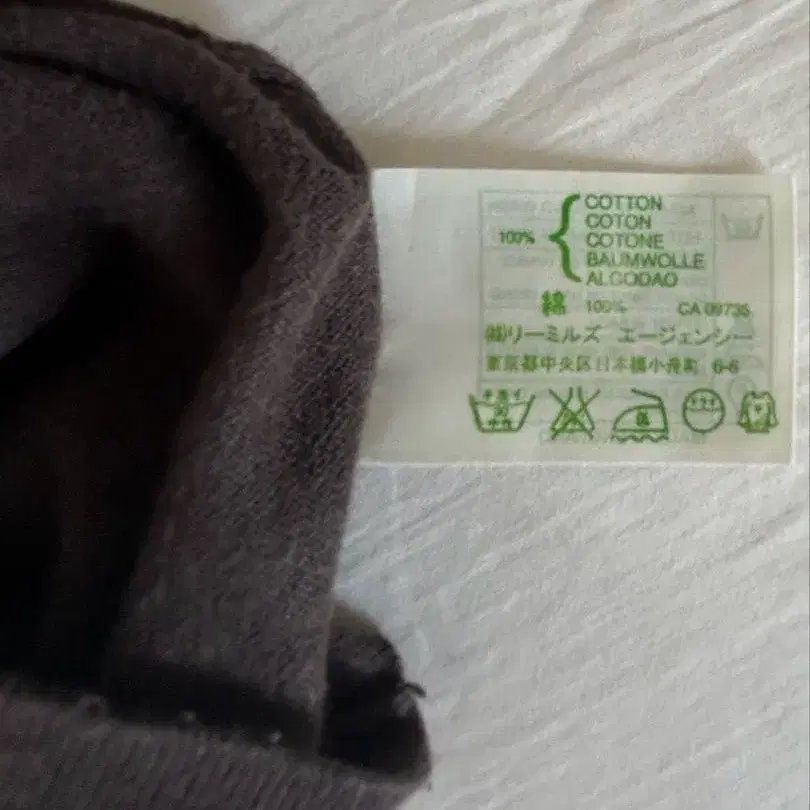 100%
COTTON
COTON
COTONE
BAUMWOLLE
ALGODAO
綿 100% CA 09735
㈱リーミルズ エージェンシー
東京都中央区日本橋小舟町 6-6